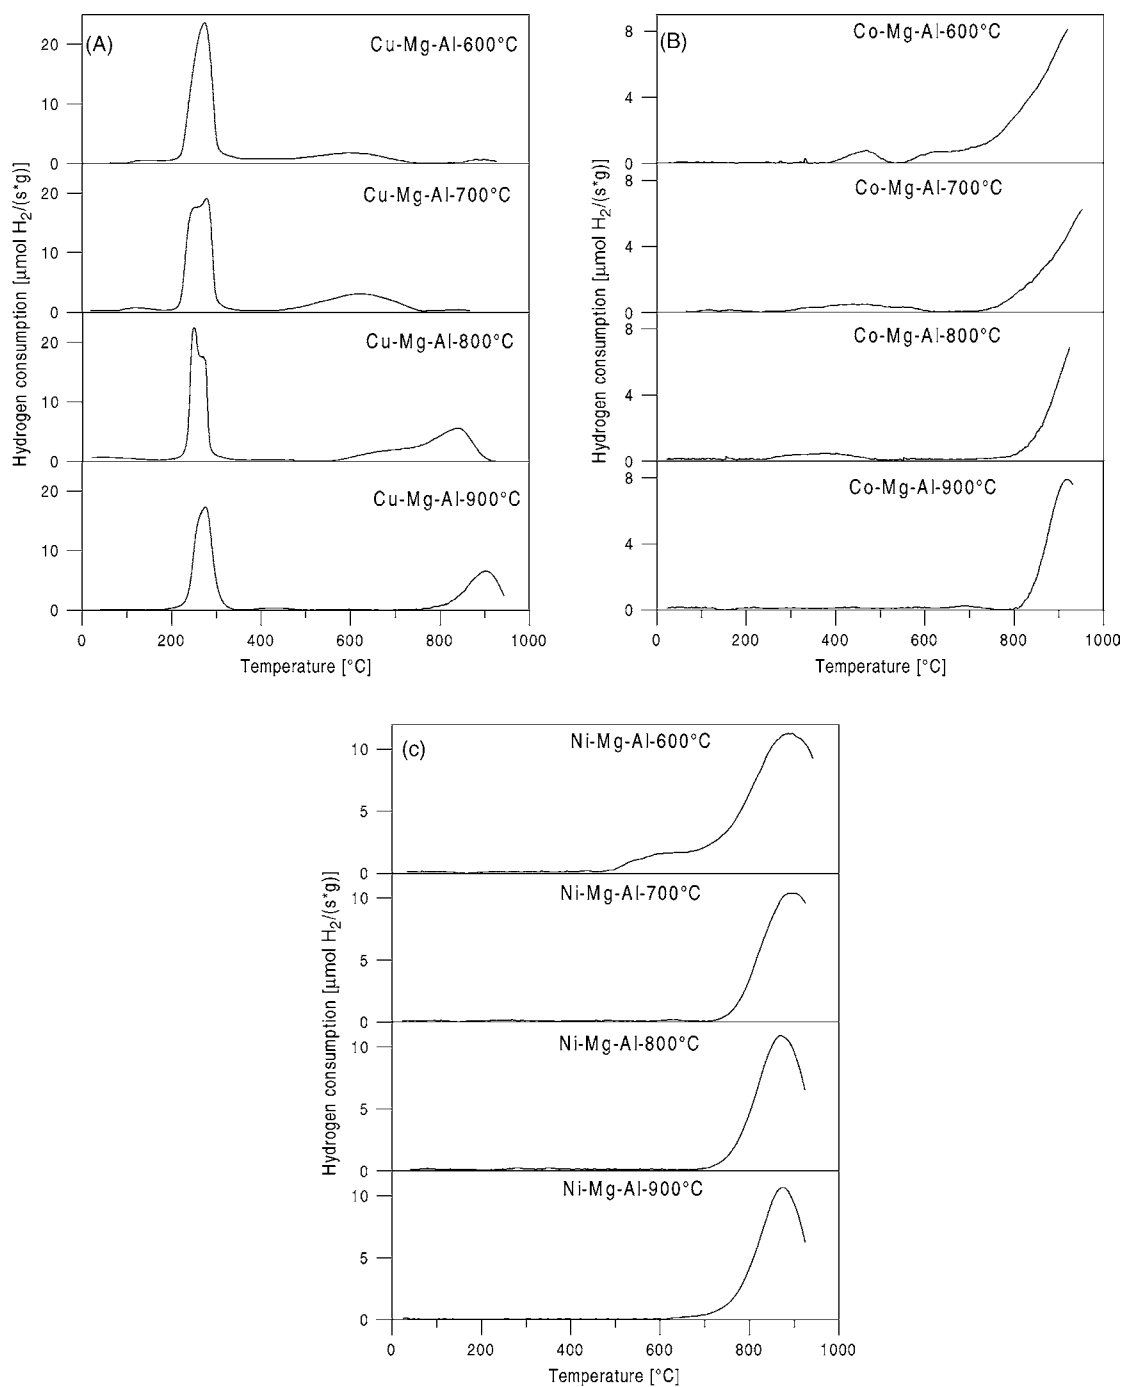 (A)
Cu-Mg-Al-600°C
20
10
0
Cu-Mg-Al-700°C
20
10
0
Cu-Mg-Al-800°C
20
10
0
Cu-Mg-Al-900°C
20
10
0
0 200 400 600 800 1000
Temperature [°C]
Hydrogen consumption [µmol H2/(s*g)]
(B)
Co-Mg-Al-600°C
8
4
0
Co-Mg-Al-700°C
8
4
0
Co-Mg-Al-800°C
8
4
0
Co-Mg-Al-900°C
8
4
0
0 200 400 600 800 1000
Temperature [°C]
Hydrogen consumption [µmol H2/(s*g)]
(c)
Ni-Mg-Al-600°C
10
5
0
Ni-Mg-Al-700°C
10
5
0
Ni-Mg-Al-800°C
10
5
0
Ni-Mg-Al-900°C
10
5
0
0 200 400 600 800 1000
Temperature [°C]
Hydrogen consumption [µmol H2/(s*g)]